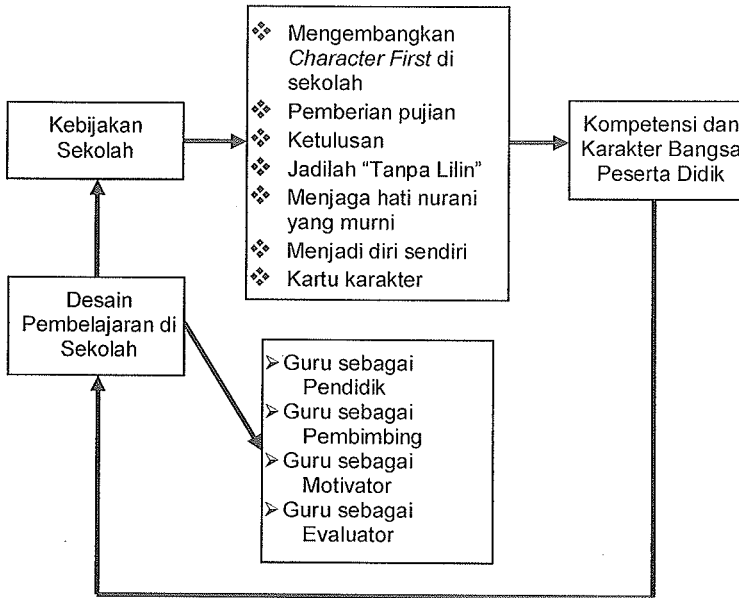 Kebijakan
Sekolah
❖ Mengembangkan
Character First di
sekolah
❖ Pemberian pujian
❖ Ketulusan
❖ Jadilah “Tanpa Lilin”
❖ Menjaga hati nurani
yang murni
❖ Menjadi diri sendiri
❖ Kartu karakter
Kompetensi dan
Karakter Bangsa
Peserta Didik
Desain
Pembelajaran di
Sekolah
➢ Guru sebagai
Pendidik
➢ Guru sebagai
Pembimbing
➢ Guru sebagai
Motivator
➢ Guru sebagai
Evaluator